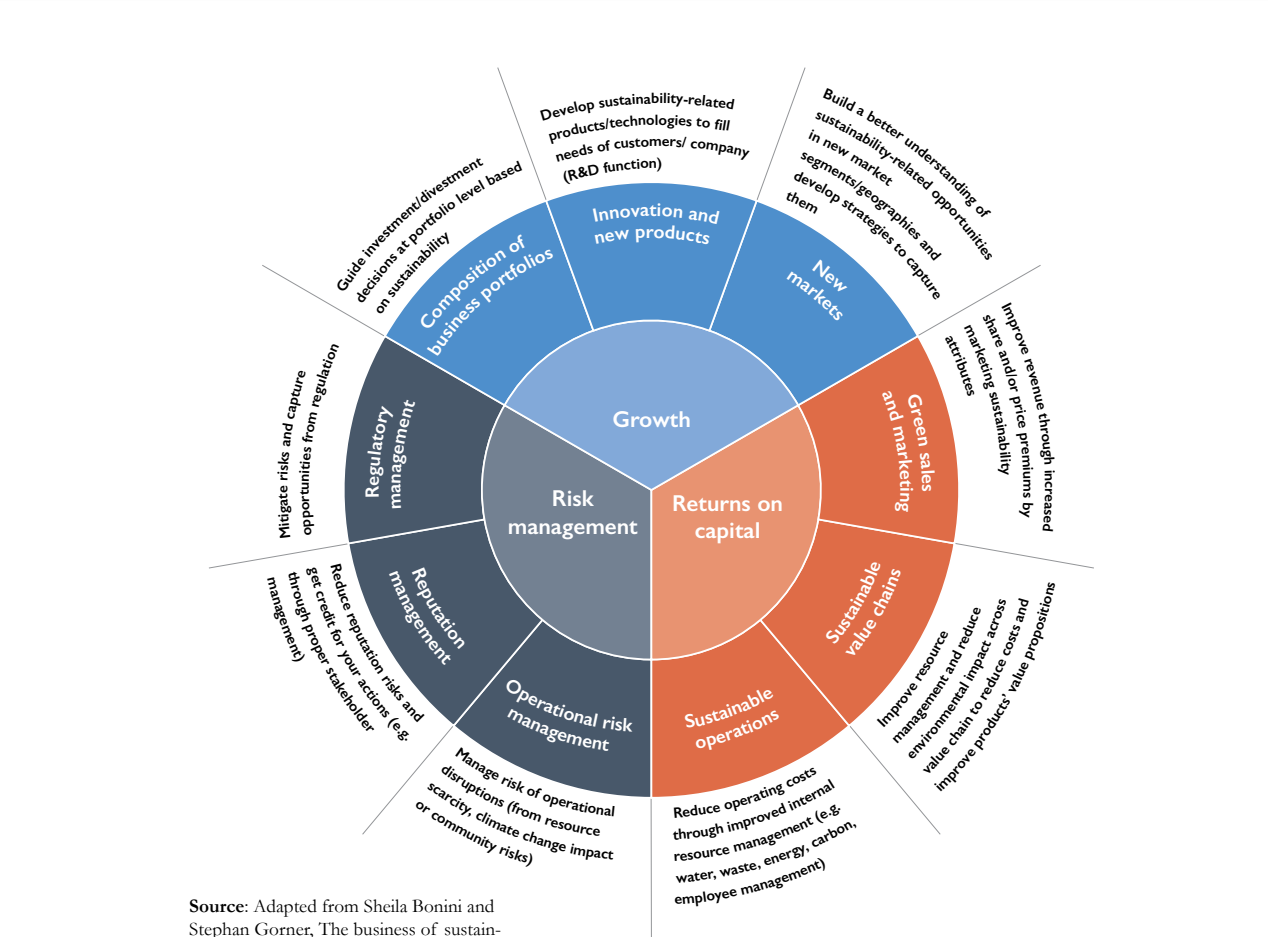 Develop sustainability-related
products/technologies to fill
needs of customers/ company
(R&D function)
Innovation and
new products
Build a better understanding of
sustainability-related opportunities
in new market
segments/geographies and
develop strategies to capture
them
New
markets
Improve revenue through increased
share and/or price premiums by
marketing sustainability
attributes
Green sales
and marketing
Improve resource
management and reduce
environmental impact across
value chain to reduce costs and
improve products' value propositions
Sustainable
value chains
Reduce operating costs
through improved internal
resource management (e.g.
water, waste, energy, carbon,
employee management)
Sustainable
operations
Manage risk of operational
disruptions (from resource
scarcity, climate change impact
or community risks)
Operational risk
management
Reduce reputation risks and
get credit for your actions (e.g.
through proper stakeholder
management)
Reputation
management
Mitigate risks and capture
opportunities from regulation
Regulatory
management
Guide investment/divestment
decisions at portfolio level based
on sustainability
Composition of
business portfolios
Growth
Risk
management
Returns on
capital
Source: Adapted from Sheila Bonini and
Stephan Gorner, The business of sustain-